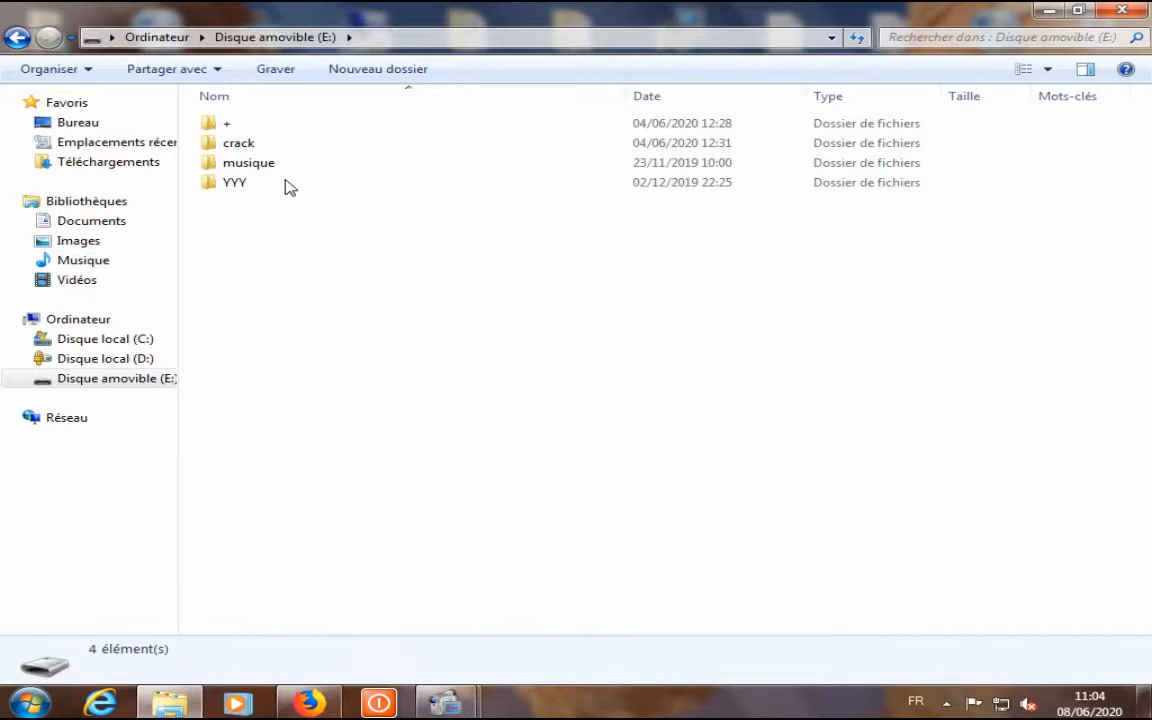 Ordinateur Disque amovible (E:)
Rechercher dans : Disque amovible (E:)
Organiser Partager avec Graver Nouveau dossier
Nom Date Type Taille Mots-clés
Favoris
Bureau
Emplacements récer
Téléchargements
Bibliothèques
Documents
Images
Musique
Vidéos
Ordinateur
Disque local (C:)
Disque local (D:)
Disque amovible (E:)
Réseau
+ 04/06/2020 12:28 Dossier de fichiers
crack 04/06/2020 12:31 Dossier de fichiers
musique 23/11/2019 10:00 Dossier de fichiers
YYY 02/12/2019 22:25 Dossier de fichiers
4 élément(s)
FR
11:04
08/06/2020